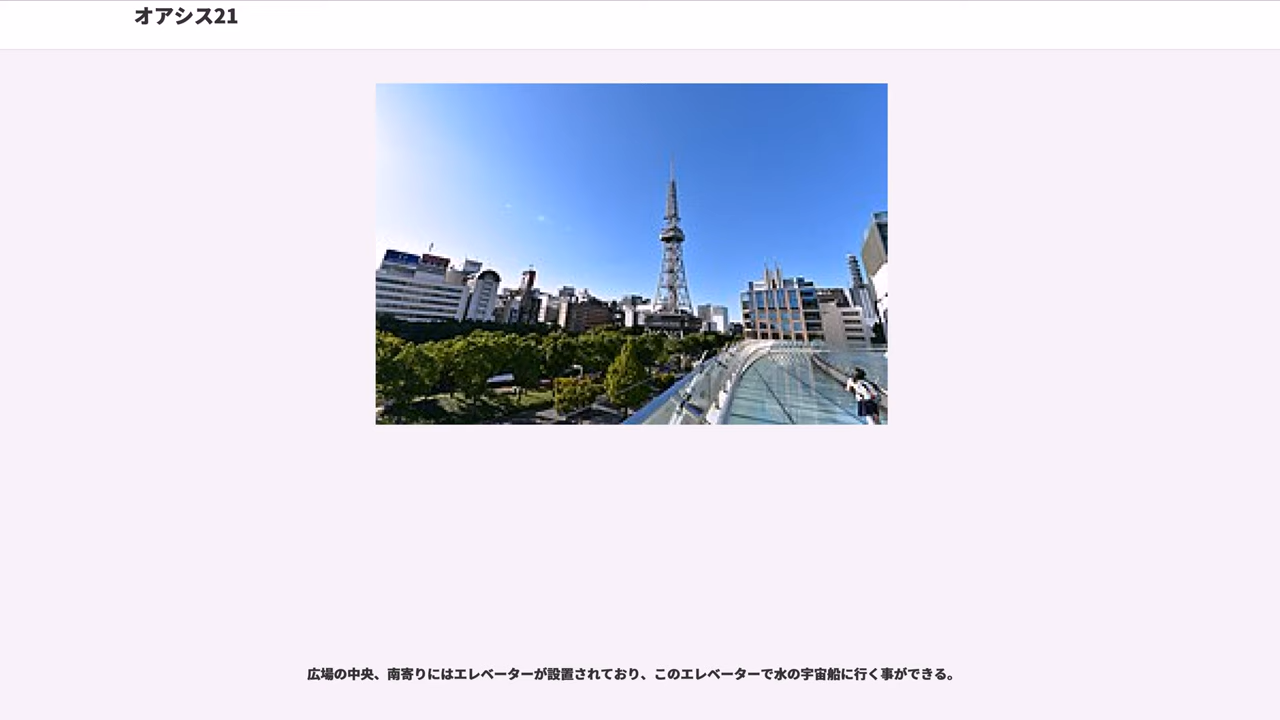 オアシス21
広場の中央、南寄りにはエレベーターが設置されており、このエレベーターで水の宇宙船に行く事ができる。